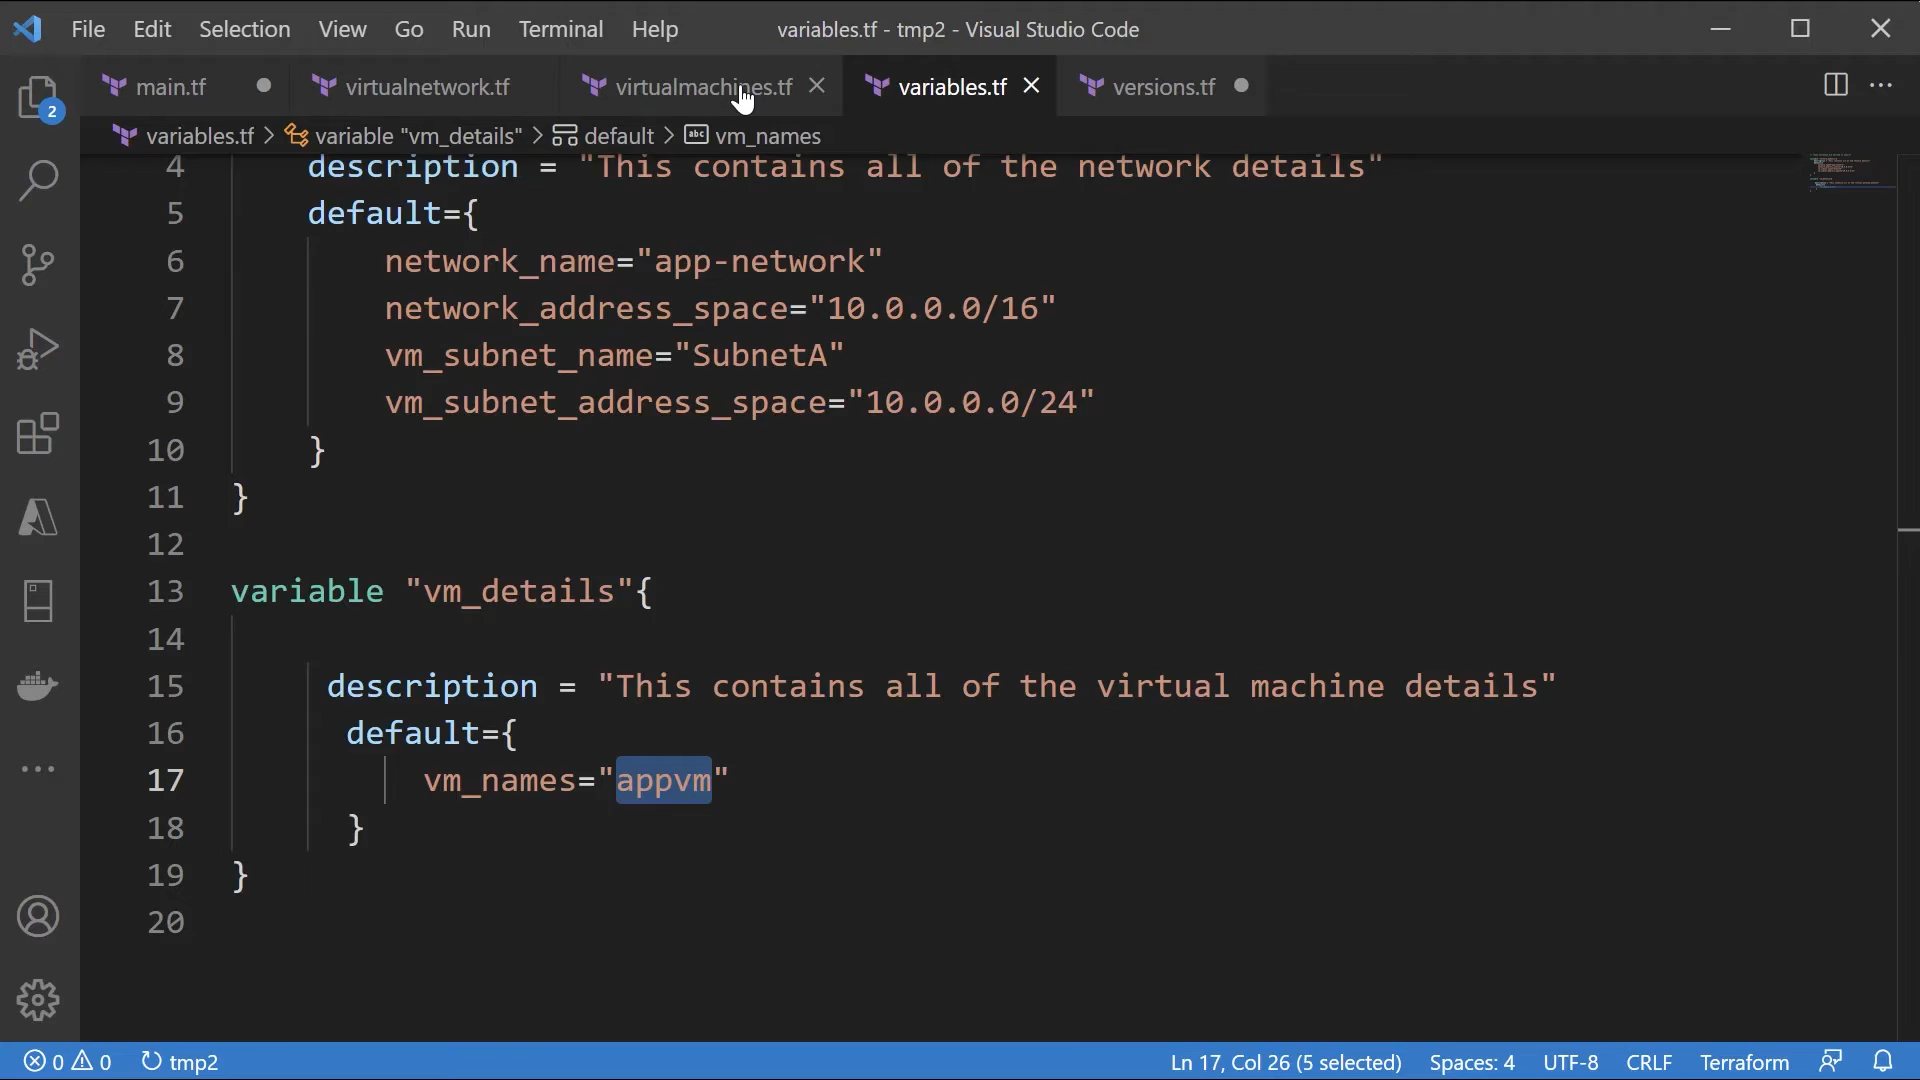 File Edit Selection View Go Run Terminal Help variables.tf - tmp2 - Visual Studio Code
main.tf virtualnetwork.tf virtualmachines.tf variables.tf versions.tf
2
variables.tf > variable "vm_details" > default > abc vm_names
4 description = "This contains all of the network details"
5 default={
6 network_name="app-network"
7 network_address_space="10.0.0.0/16"
8 vm_subnet_name="SubnetA"
9 vm_subnet_address_space="10.0.0.0/24"
10 }
11 }
12
13 variable "vm_details"{
14
15 description = "This contains all of the virtual machine details"
16 default={
17 vm_names="appvm"
18 }
19 }
20
0 0 tmp2 Ln 17, Col 26 (5 selected) Spaces: 4 UTF-8 CRLF Terraform